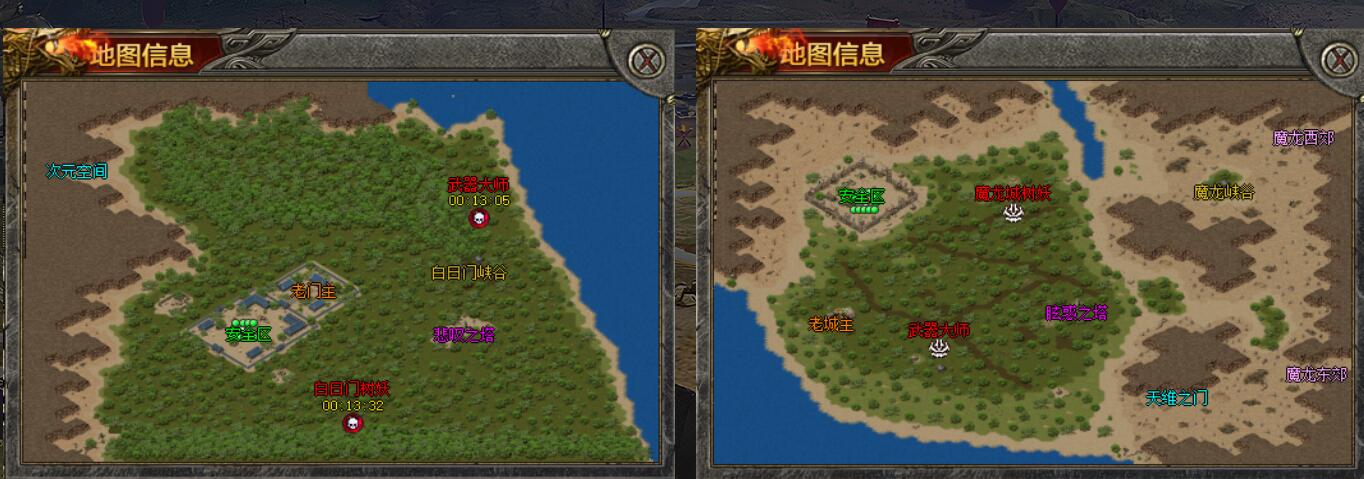 地图信息
次元空间
武器大师
00:13:05
白日门峡谷
老门主
安全区
悲叹之塔
白日门树妖
00:13:32
地图信息
魔龙西郊
安全区
魔龙城树妖
魔龙峡谷
眩惑之塔
老城主
武器大师
魔龙东郊
天维之门